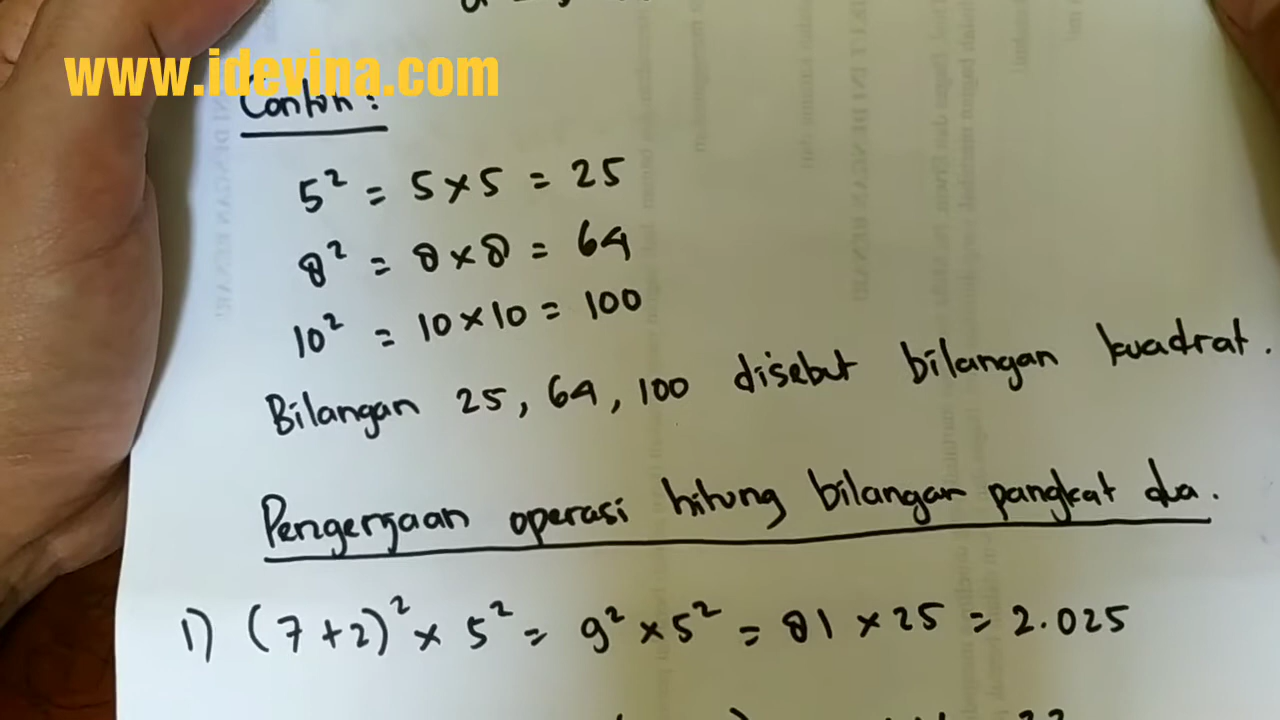 www.idevina.com
Contoh :
5² = 5 × 5 = 25
8² = 8 × 8 = 64
10² = 10 × 10 = 100
Bilangan 25, 64, 100 disebut bilangan kuadrat.
Pengerjaan operasi hitung bilangan pangkat dua.
1) (7 + 2)² × 5² = 9² × 5² = 81 × 25 = 2.025